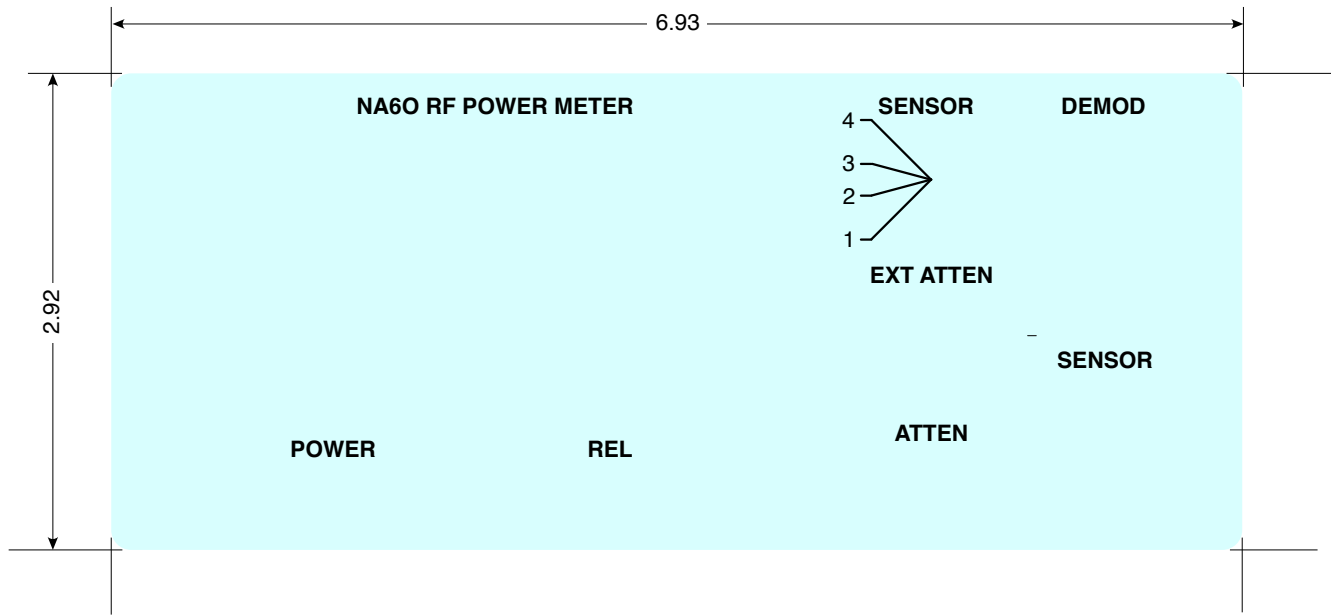 6.93
NA6O RF POWER METER
SENSOR
DEMOD
4
3
2
1
EXT ATTEN
2.92
–
SENSOR
ATTEN
POWER
REL